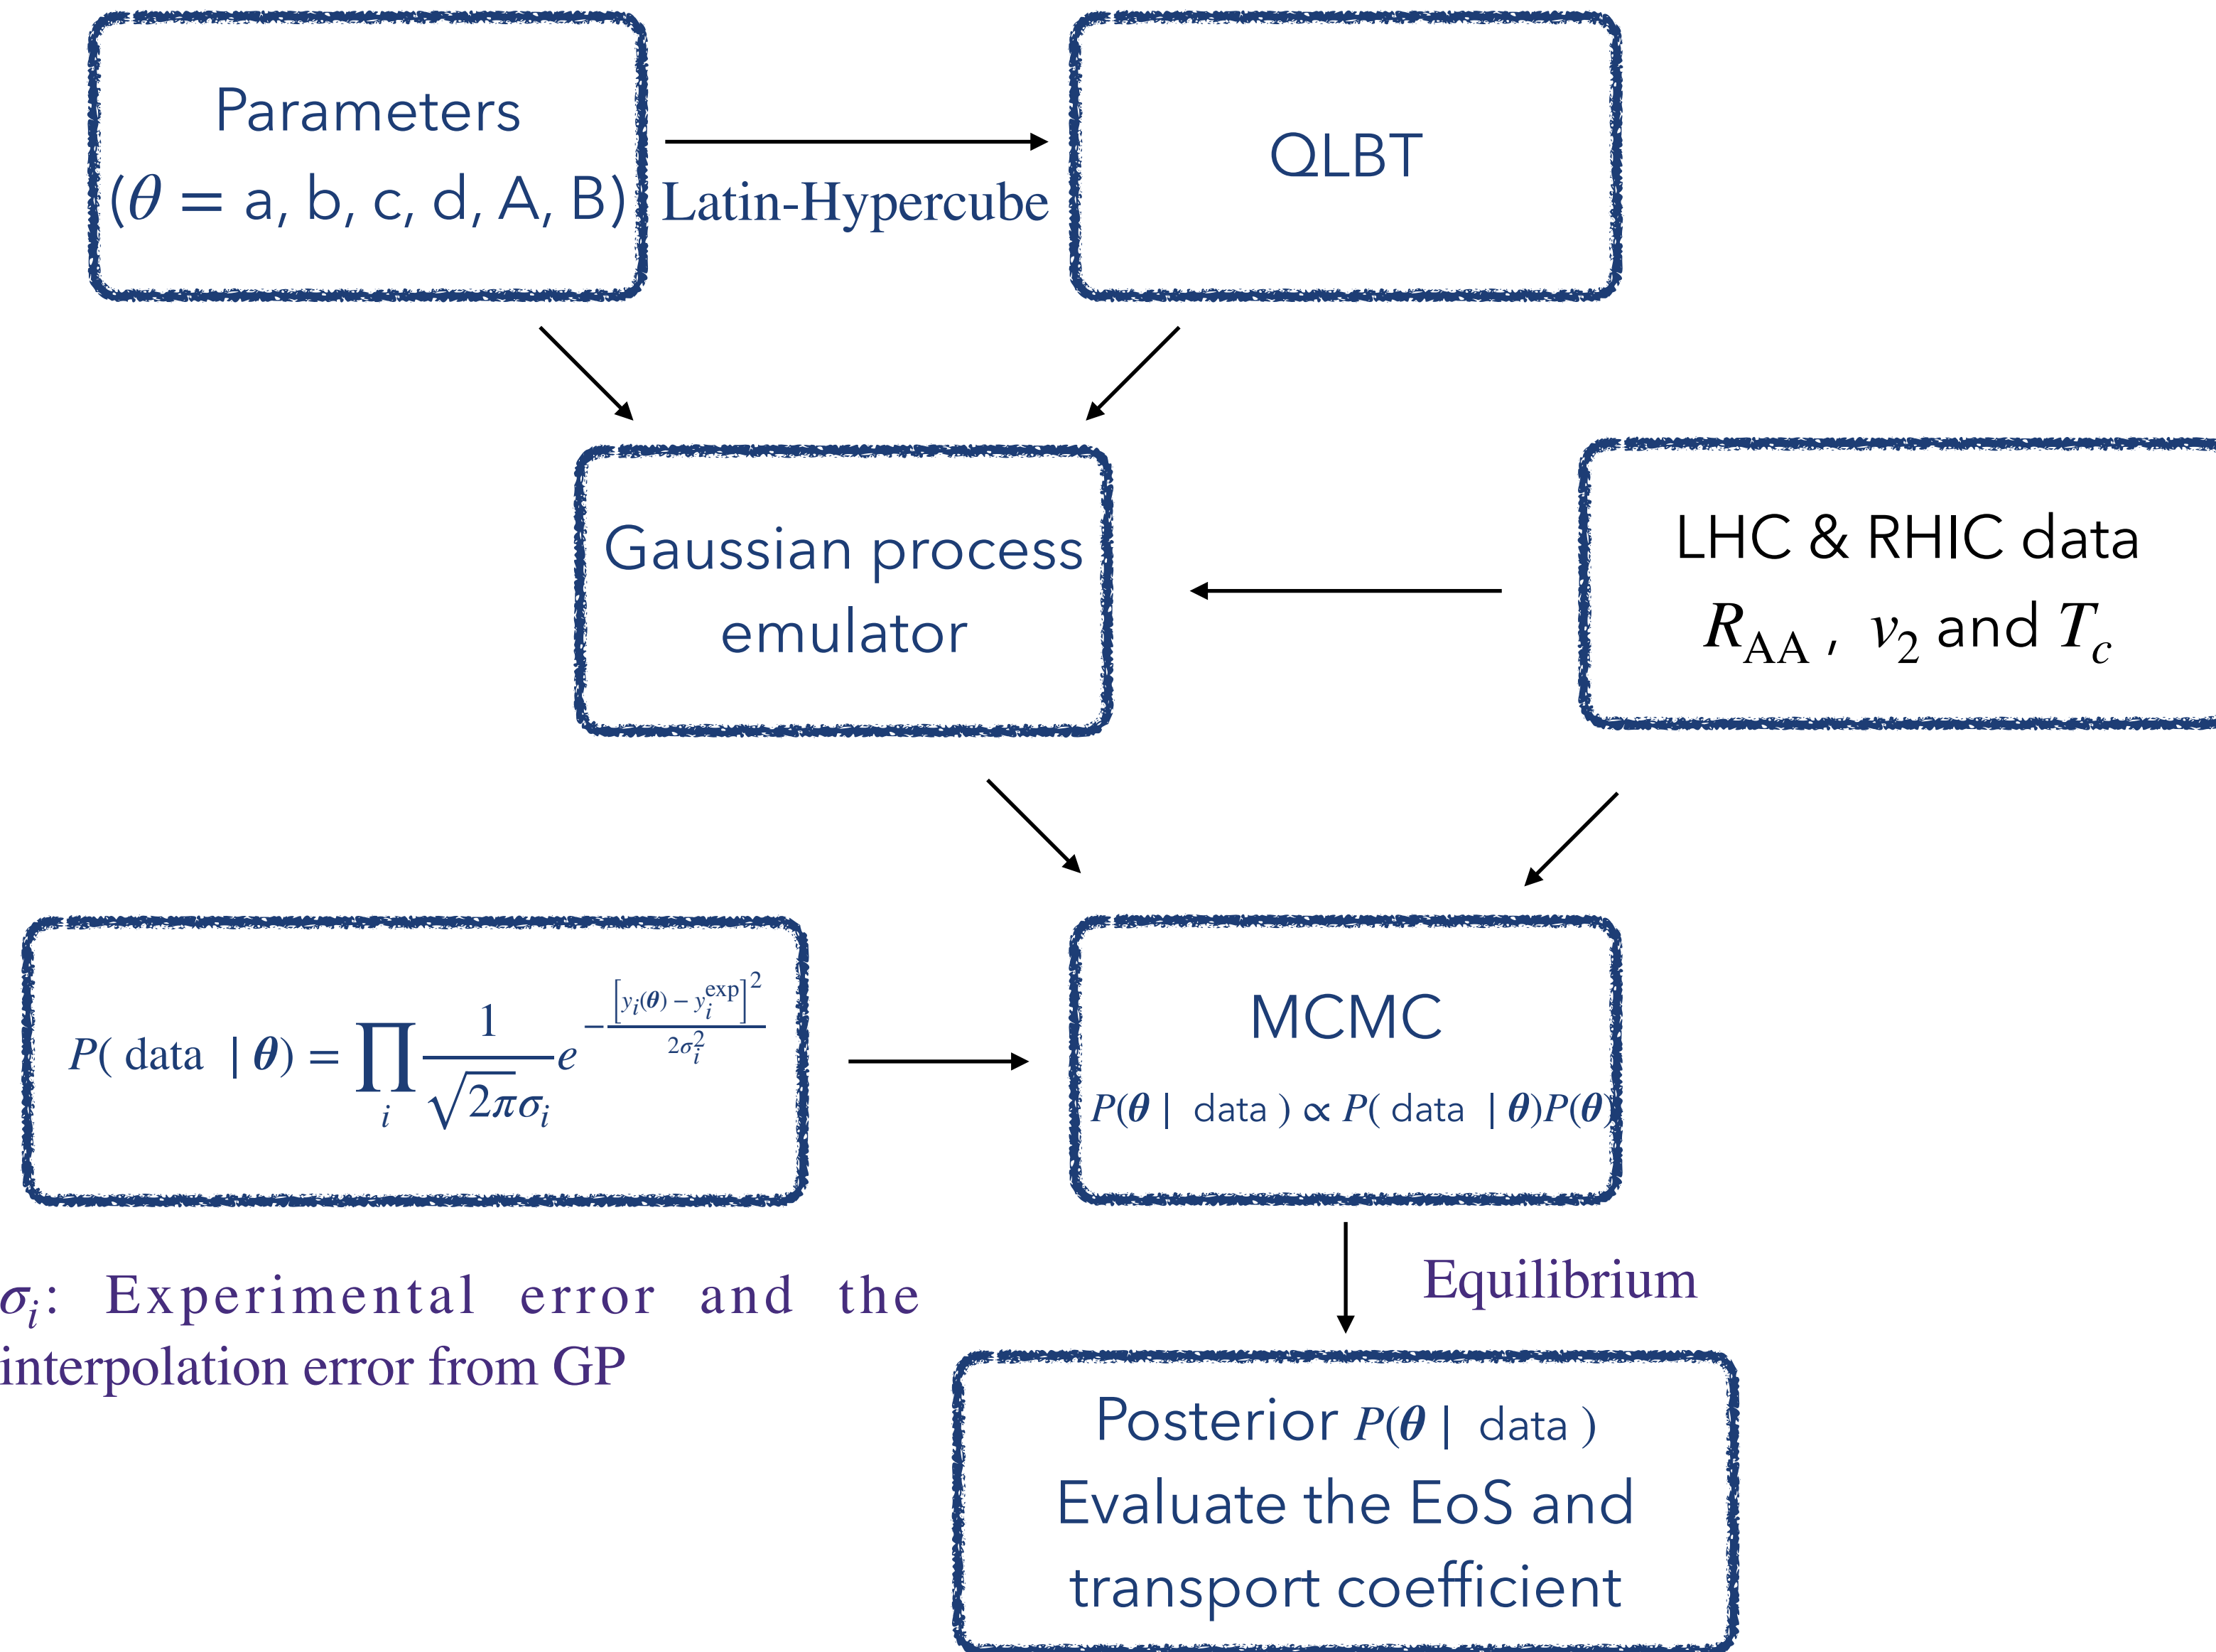 Parameters
(θ = a, b, c, d, A, B)
Latin-Hypercube
QLBT
Gaussian process
emulator
LHC & RHIC data
R_AA , v_2 and T_c
P( data | θ) = ∏_i 1/(√2π σ_i) e^{−[y_i(θ) − y_i^exp]^2 / 2σ_i^2}
MCMC
P(θ | data ) ∝ P( data | θ)P(θ)
σ_i: Experimental error and the
interpolation error from GP
Equilibrium
Posterior P(θ | data )
Evaluate the EoS and
transport coefficient